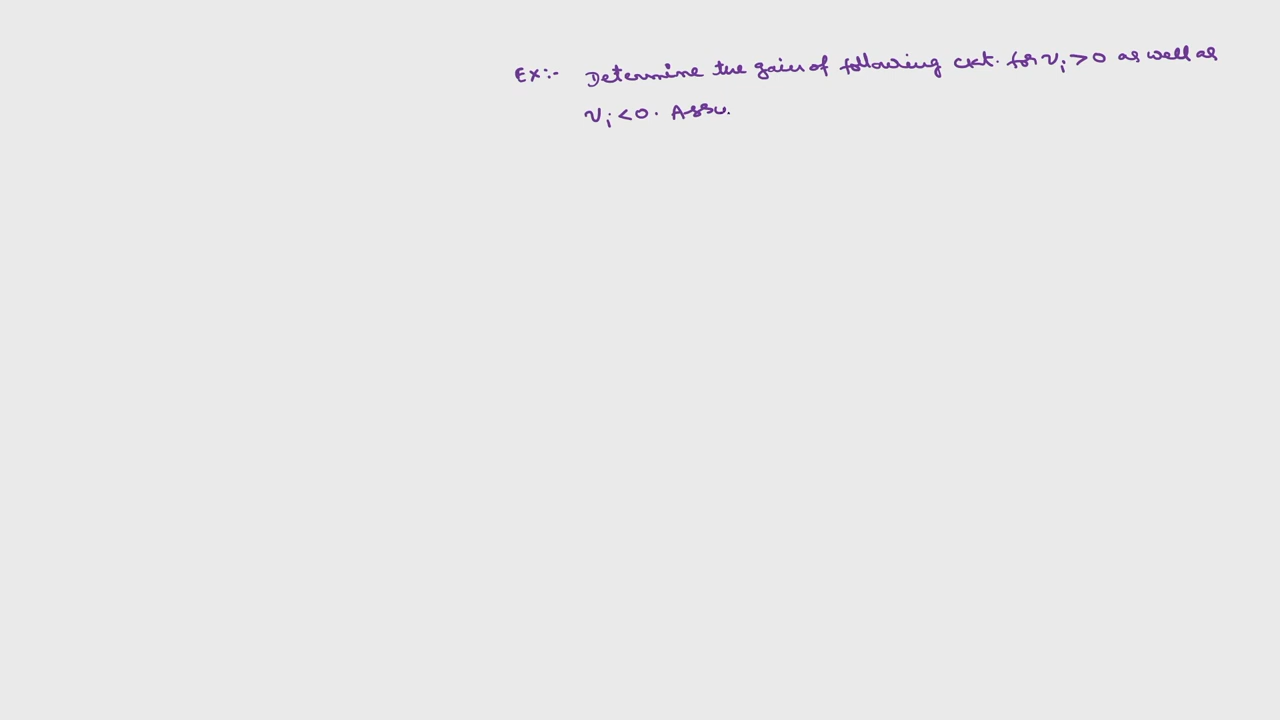 Ex:- Determine the gain of following ckt. for vi > 0 as well as
vi < 0. Assu.